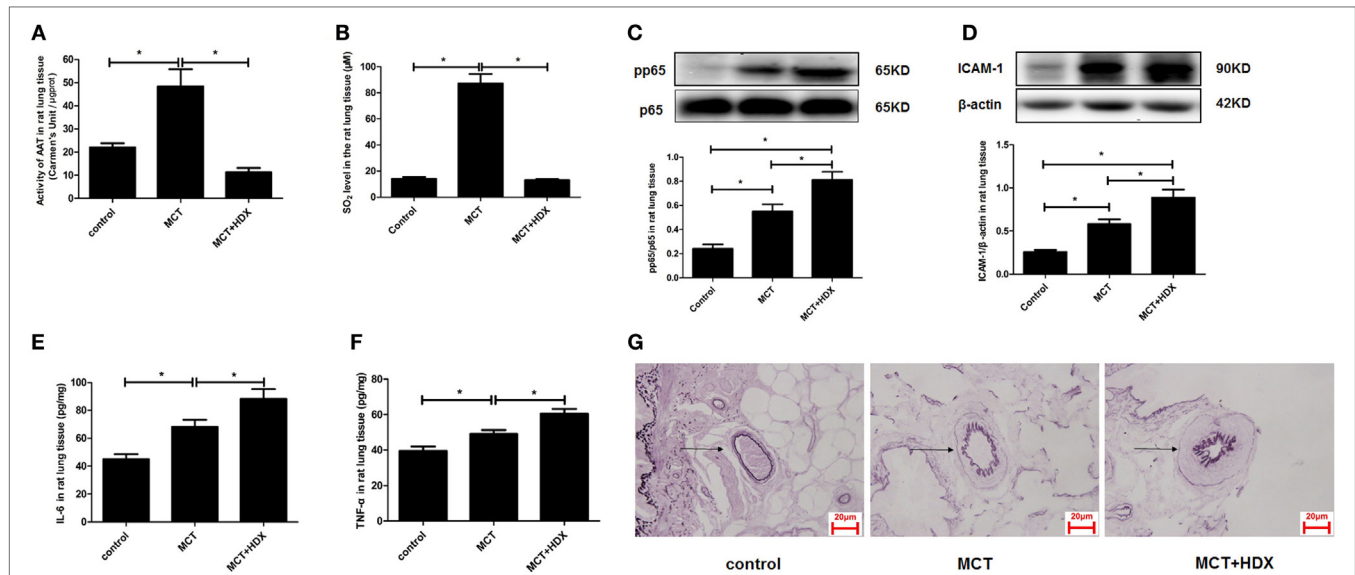 A
Activity of AAT in rat lung tissue
(Carmen's Unit / μgprot)
60
50
40
30
20
10
0
*
*
control
MCT
MCT+HDX
B
SO2 level in the rat lung tissue (μM)
100
80
60
40
20
0
*
*
control
MCT
MCT+HDX
C
pp65
65KD
p65
65KD
pp65/p65 in rat lung tissue
1.0
0.8
0.6
0.4
0.2
0.0
*
*
*
Control
MCT
MCT+HDX
D
ICAM-1
90KD
β-actin
42KD
ICAM-1/β -actin in rat lung tissue
1.5
1.0
0.5
0.0
*
*
*
Control
MCT
MCT+HDX
E
IL-6 in rat lung tissue (pg/mg)
100
80
60
40
20
0
*
*
control
MCT
MCT+HDX
F
TNF-α in rat lung tissue (pg/mg)
80
60
40
20
0
*
*
control
MCT
MCT+HDX
G
20μm
20μm
20μm
control
MCT
MCT+HDX